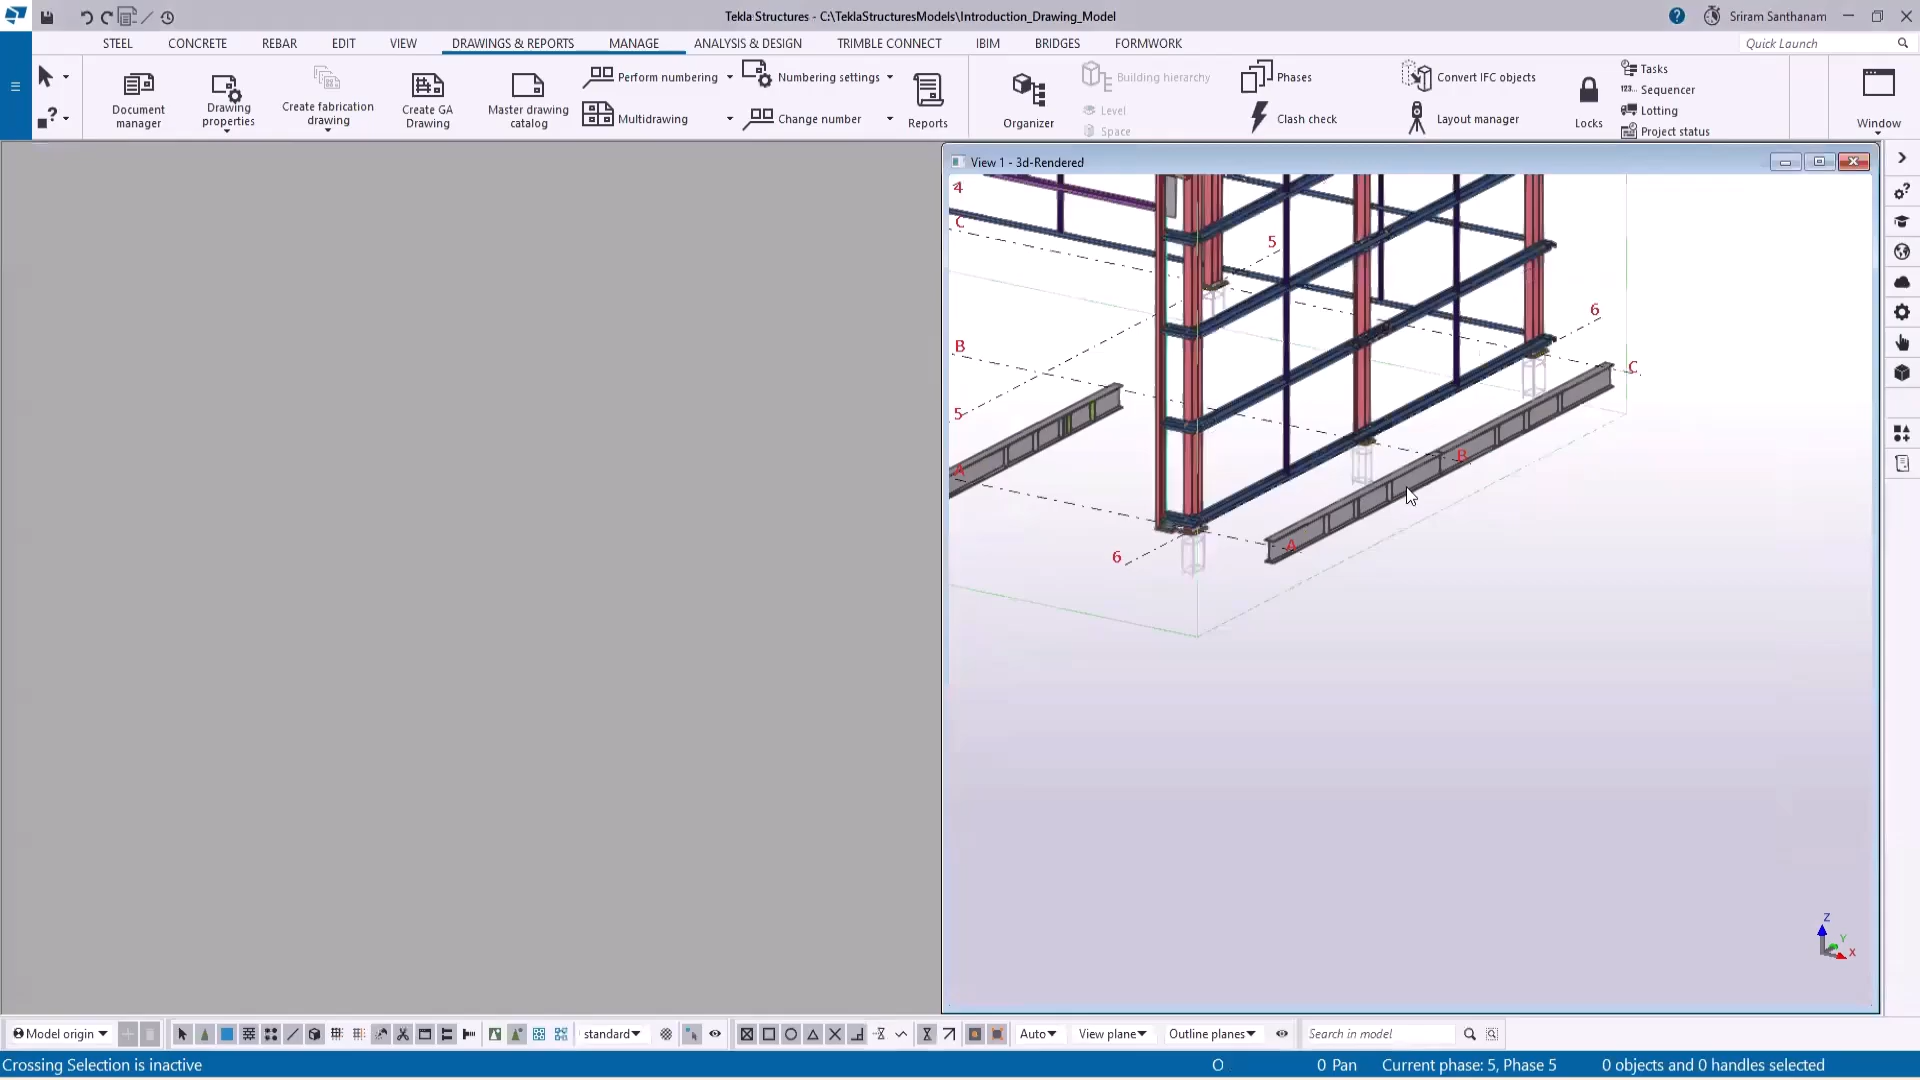 Tekla Structures - C:\TeklaStructuresModels\Introduction_Drawing_Model
Sriram Santhanam
STEEL CONCRETE REBAR EDIT VIEW DRAWINGS & REPORTS MANAGE ANALYSIS & DESIGN TRIMBLE CONNECT IBIM BRIDGES FORMWORK
Quick Launch
Document manager
Drawing properties
Create fabrication drawing
Create GA Drawing
Master drawing catalog
Perform numbering
Multidrawing
Numbering settings
Change number
Reports
Organizer
Building hierarchy
Level
Space
Phases
Clash check
Convert IFC objects
Layout manager
Locks
Tasks
123... Sequencer
Lotting
Project status
Window
View 1 - 3d-Rendered
4
C
5
6
B
C
5
B
A
A
6
Z
Y
X
Model origin
standard
Auto
View plane
Outline planes
Search in model
Crossing Selection is inactive
O
0 Pan
Current phase: 5, Phase 5
0 objects and 0 handles selected